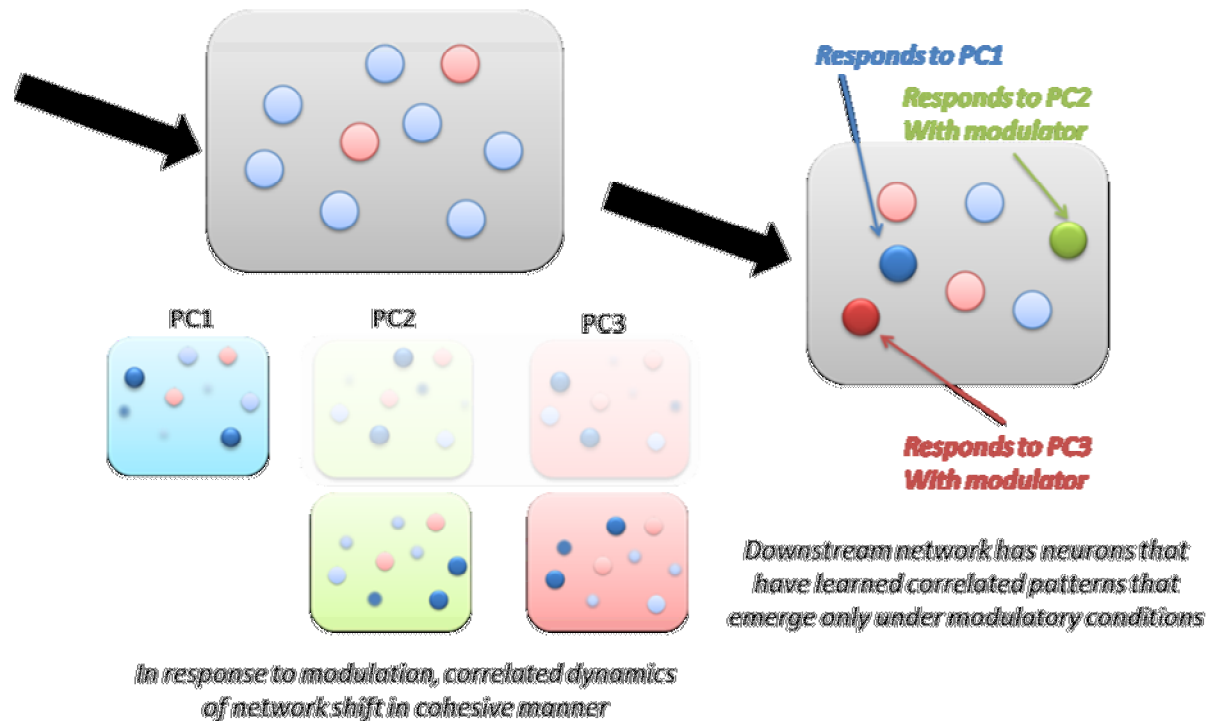 Responds to PC1
Responds to PC2
With modulator
PC1
PC2
PC3
Responds to PC3
With modulator
Downstream network has neurons that
have learned correlated patterns that
emerge only under modulatory conditions
In response to modulation, correlated dynamics
of network shift in cohesive manner